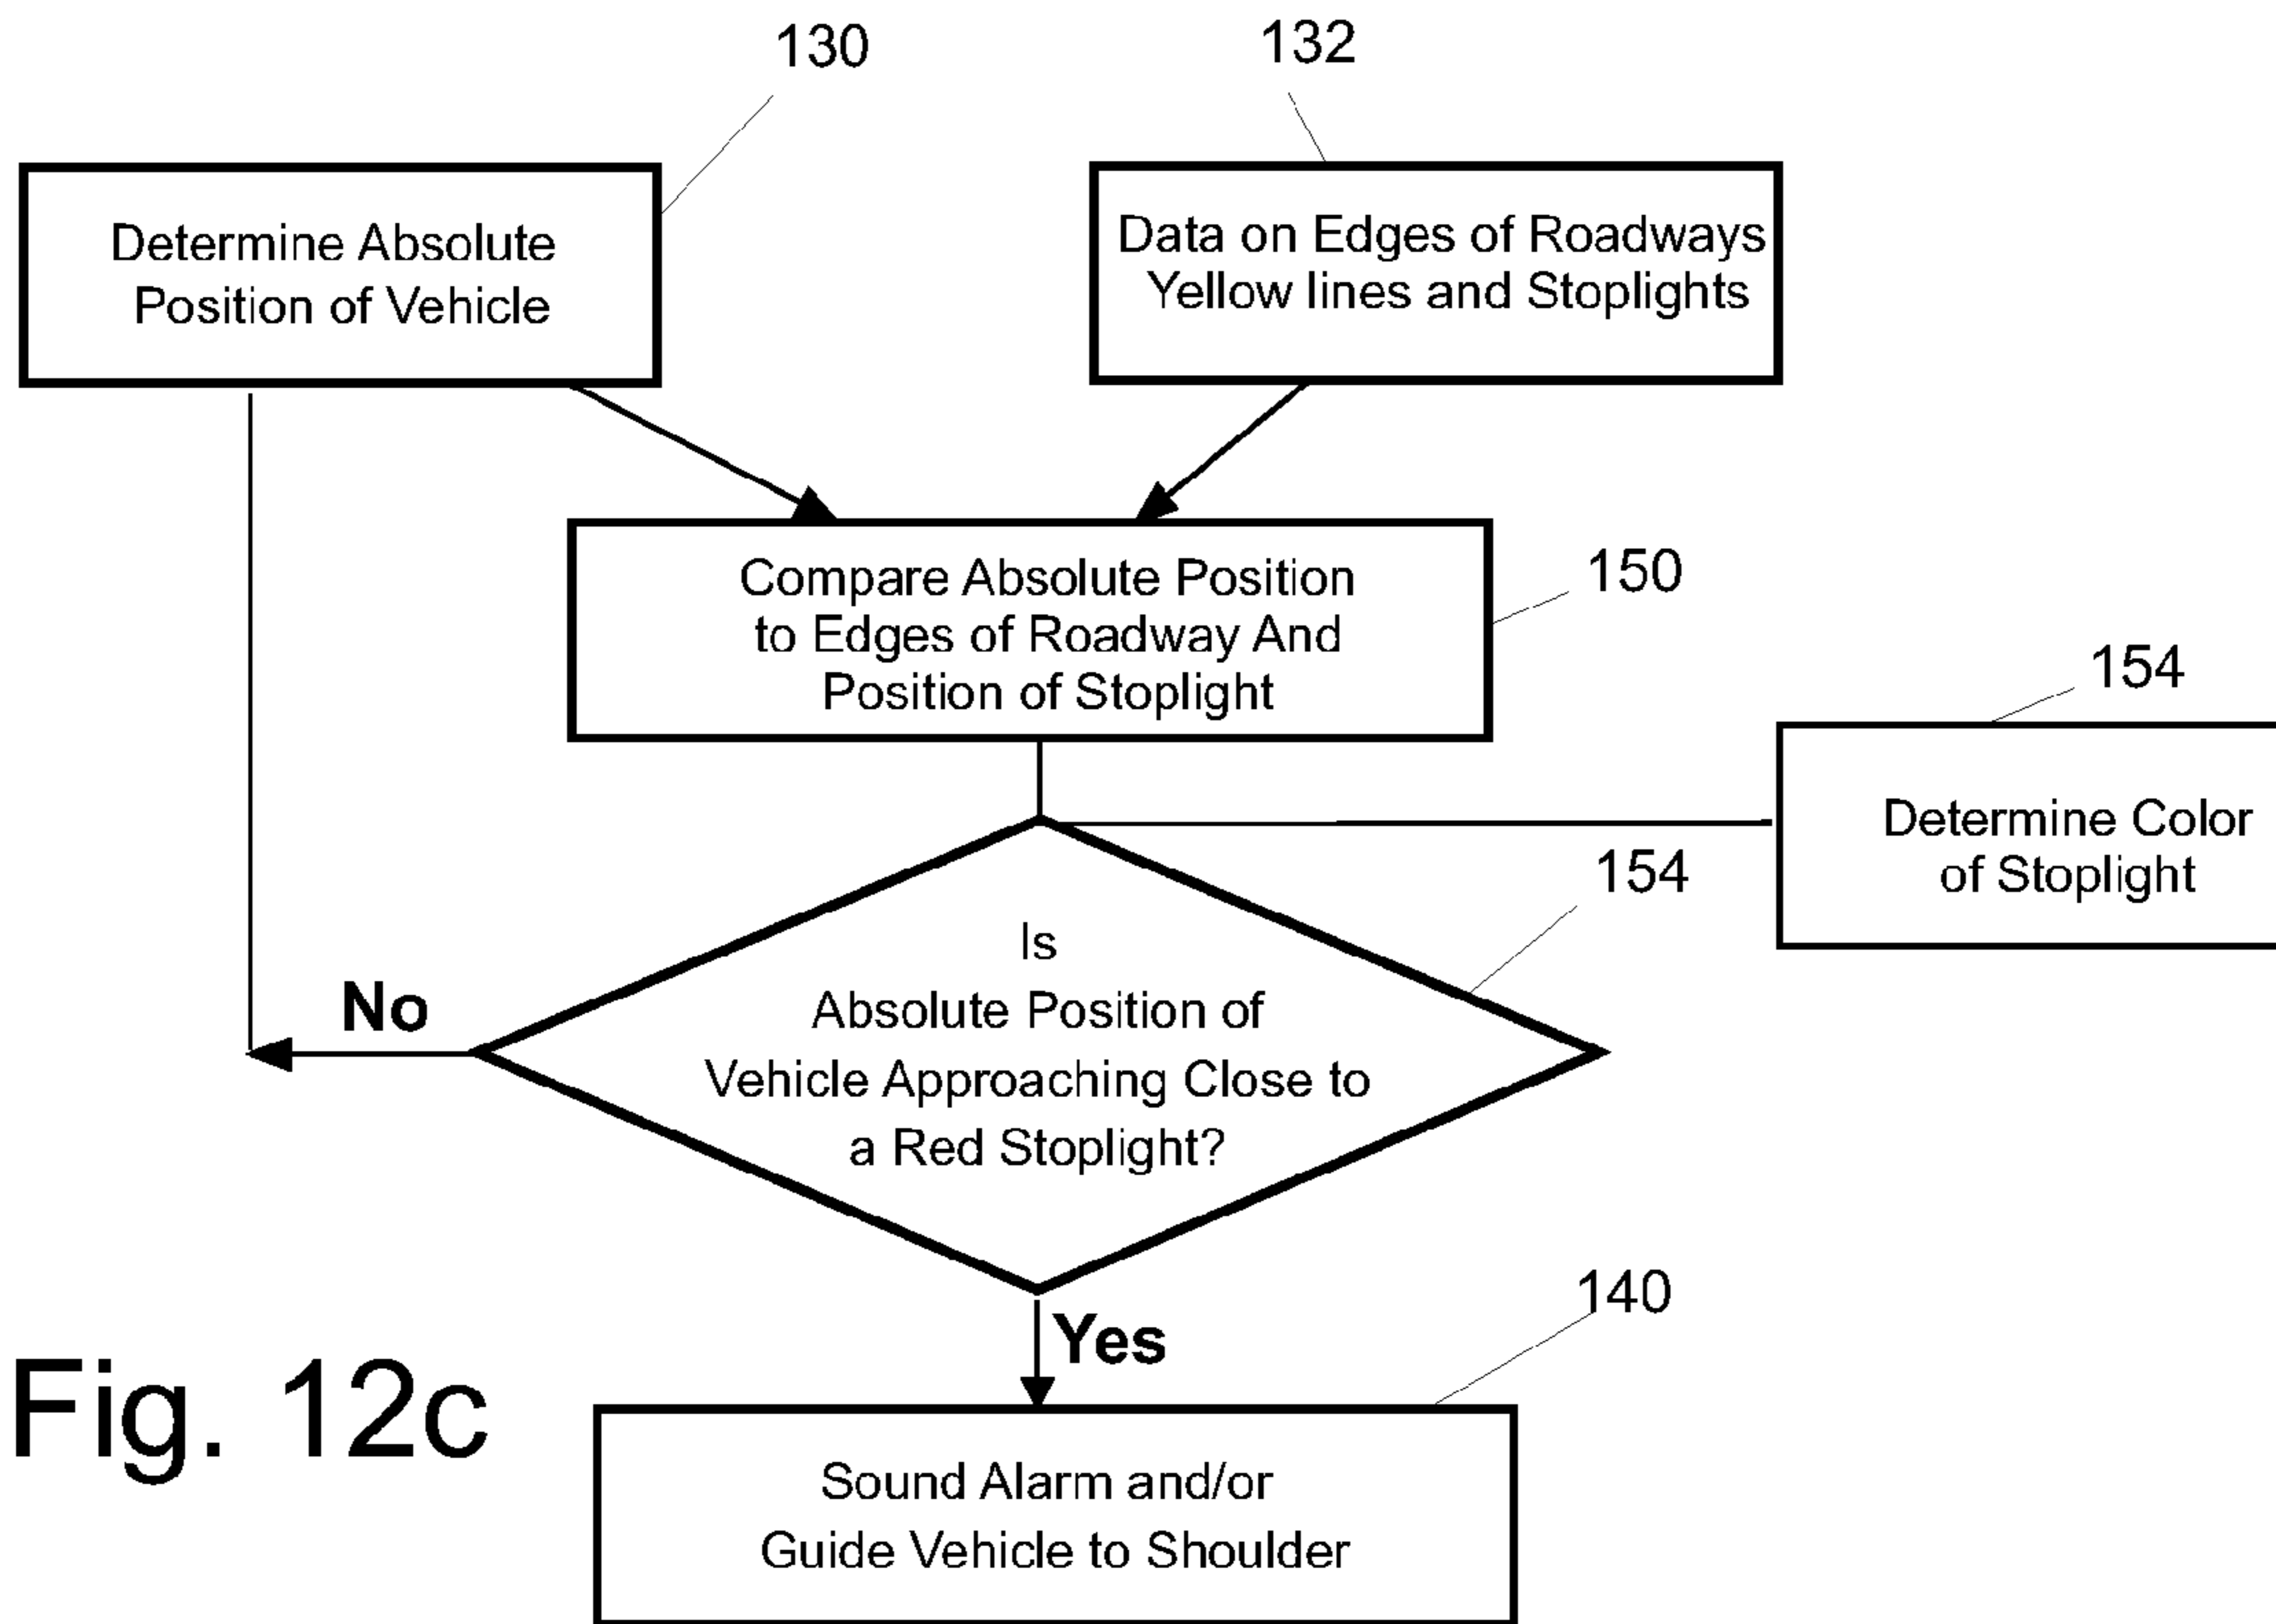 130
132
Determine Absolute
Position of Vehicle
Data on Edges of Roadways
Yellow lines and Stoplights
Compare Absolute Position
to Edges of Roadway And
Position of Stoplight
150
154
Determine Color
of Stoplight
154
Is
Absolute Position of
Vehicle Approaching Close to
a Red Stoplight?
No
Yes
140
Sound Alarm and/or
Guide Vehicle to Shoulder
Fig. 12c